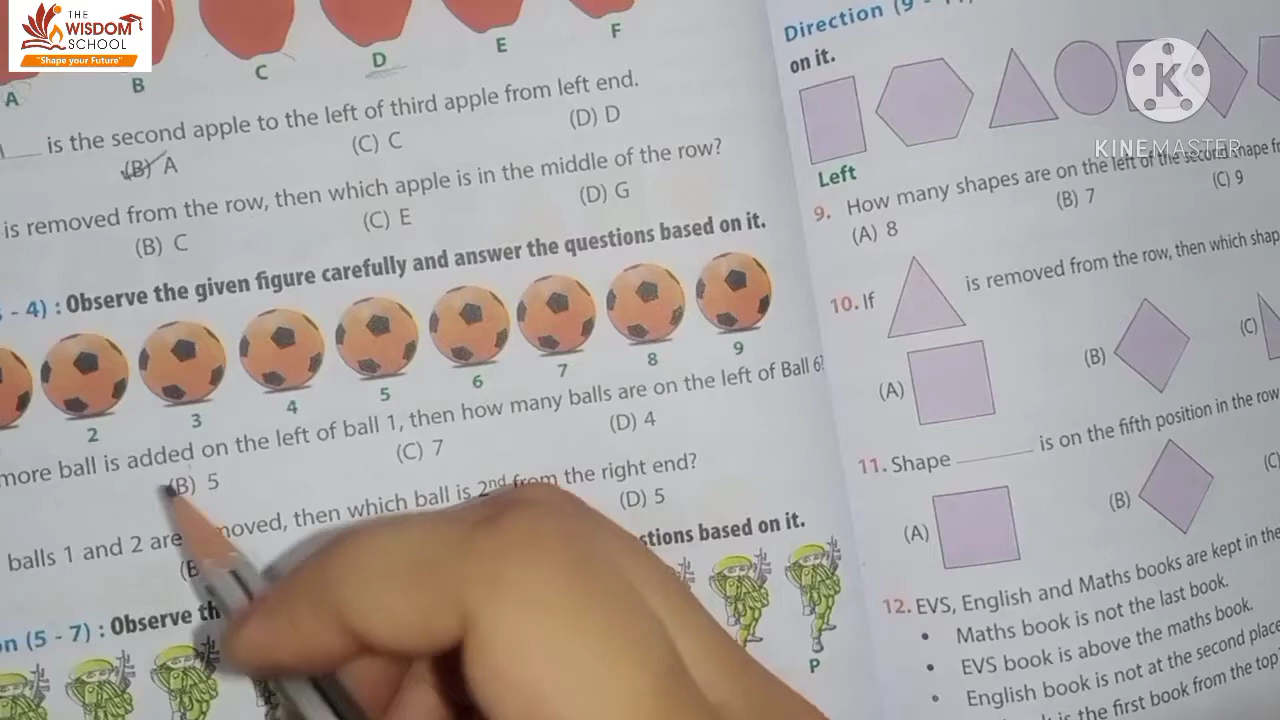 THE
WISDOM
SCHOOL
"Shape your Future"
A
B
C
D
E
F
is the second apple to the left of third apple from left end.
(B) A
(C) C
(D) D
is removed from the row, then which apple is in the middle of the row?
(B) C
(C) E
(D) G
- 4) : Observe the given figure carefully and answer the questions based on it.
2
3
4
5
6
7
8
9
more ball is added on the left of ball 1, then how many balls are on the left of Ball 6?
(B) 5
(C) 7
(D) 4
balls 1 and 2 are moved, then which ball is 2nd from the right end?
(D) 5
(5 - 7) : Observe
based on it.
P
Direction (9 -
on it.
K
KINEMASTER
Left
9. How many shapes are on the left of the second shape
(A) 8
(B) 7
(C) 9
10. If
is removed from the row, then which
(A)
(B)
(C)
11. Shape
is on the fifth position in the row
(A)
(B)
(C)
12. EVS, English and Maths books are kept in the
• Maths book is not the last book.
• EVS book is above the maths book.
• English book is not at the second place
is the first book from the top